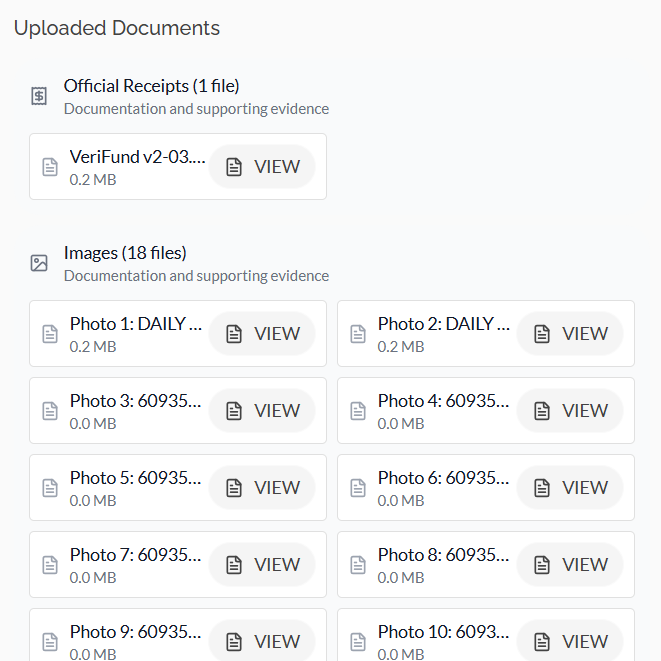 Uploaded Documents
Official Receipts (1 file)
Documentation and supporting evidence
VeriFund v2-03....
0.2 MB
VIEW
Images (18 files)
Documentation and supporting evidence
Photo 1: DAILY ...
0.2 MB
VIEW
Photo 2: DAILY ...
0.2 MB
VIEW
Photo 3: 60935...
0.0 MB
VIEW
Photo 4: 60935...
0.0 MB
VIEW
Photo 5: 60935...
0.0 MB
VIEW
Photo 6: 60935...
0.0 MB
VIEW
Photo 7: 60935...
0.0 MB
VIEW
Photo 8: 60935...
0.0 MB
VIEW
Photo 9: 60935...
0.0 MB
VIEW
Photo 10: 6093...
0.0 MB
VIEW